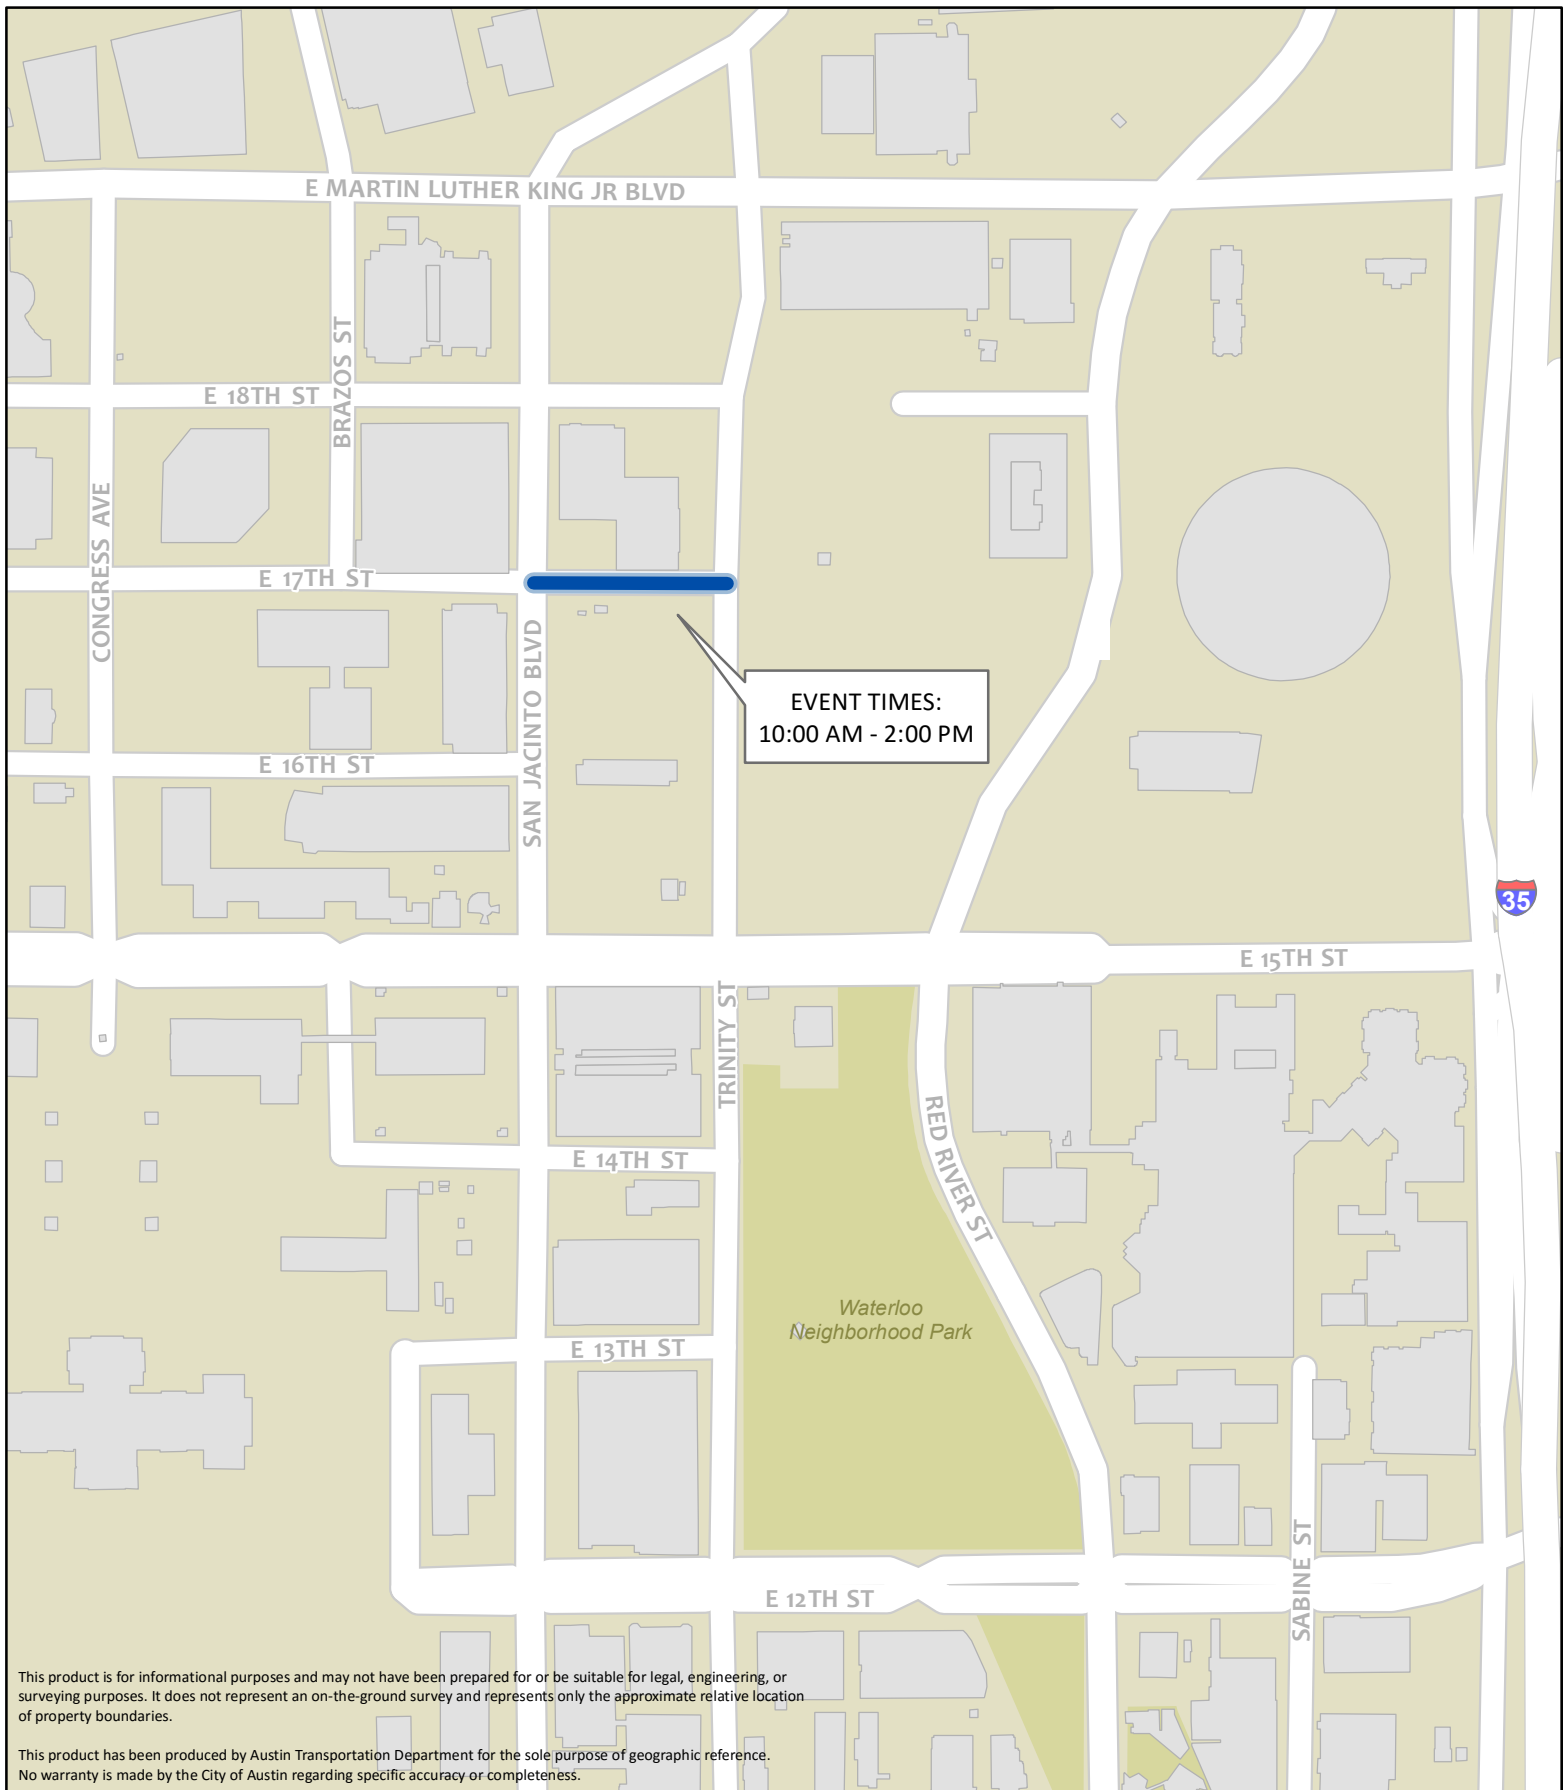 E MARTIN LUTHER KING JR BLVD
BRAZOS ST
E 18TH ST
CONGRESS AVE
E 17TH ST
SAN JACINTO BLVD
EVENT TIMES:
10:00 AM - 2:00 PM
E 16TH ST
35
E 15TH ST
TRINITY ST
RED RIVER ST
E 14TH ST
Waterloo
Neighborhood Park
E 13TH ST
SABINE ST
E 12TH ST
This product is for informational purposes and may not have been prepared for or be suitable for legal, engineering, or
surveying purposes. It does not represent an on-the-ground survey and represents only the approximate relative location
of property boundaries.
This product has been produced by Austin Transportation Department for the sole purpose of geographic reference.
No warranty is made by the City of Austin regarding specific accuracy or completeness.